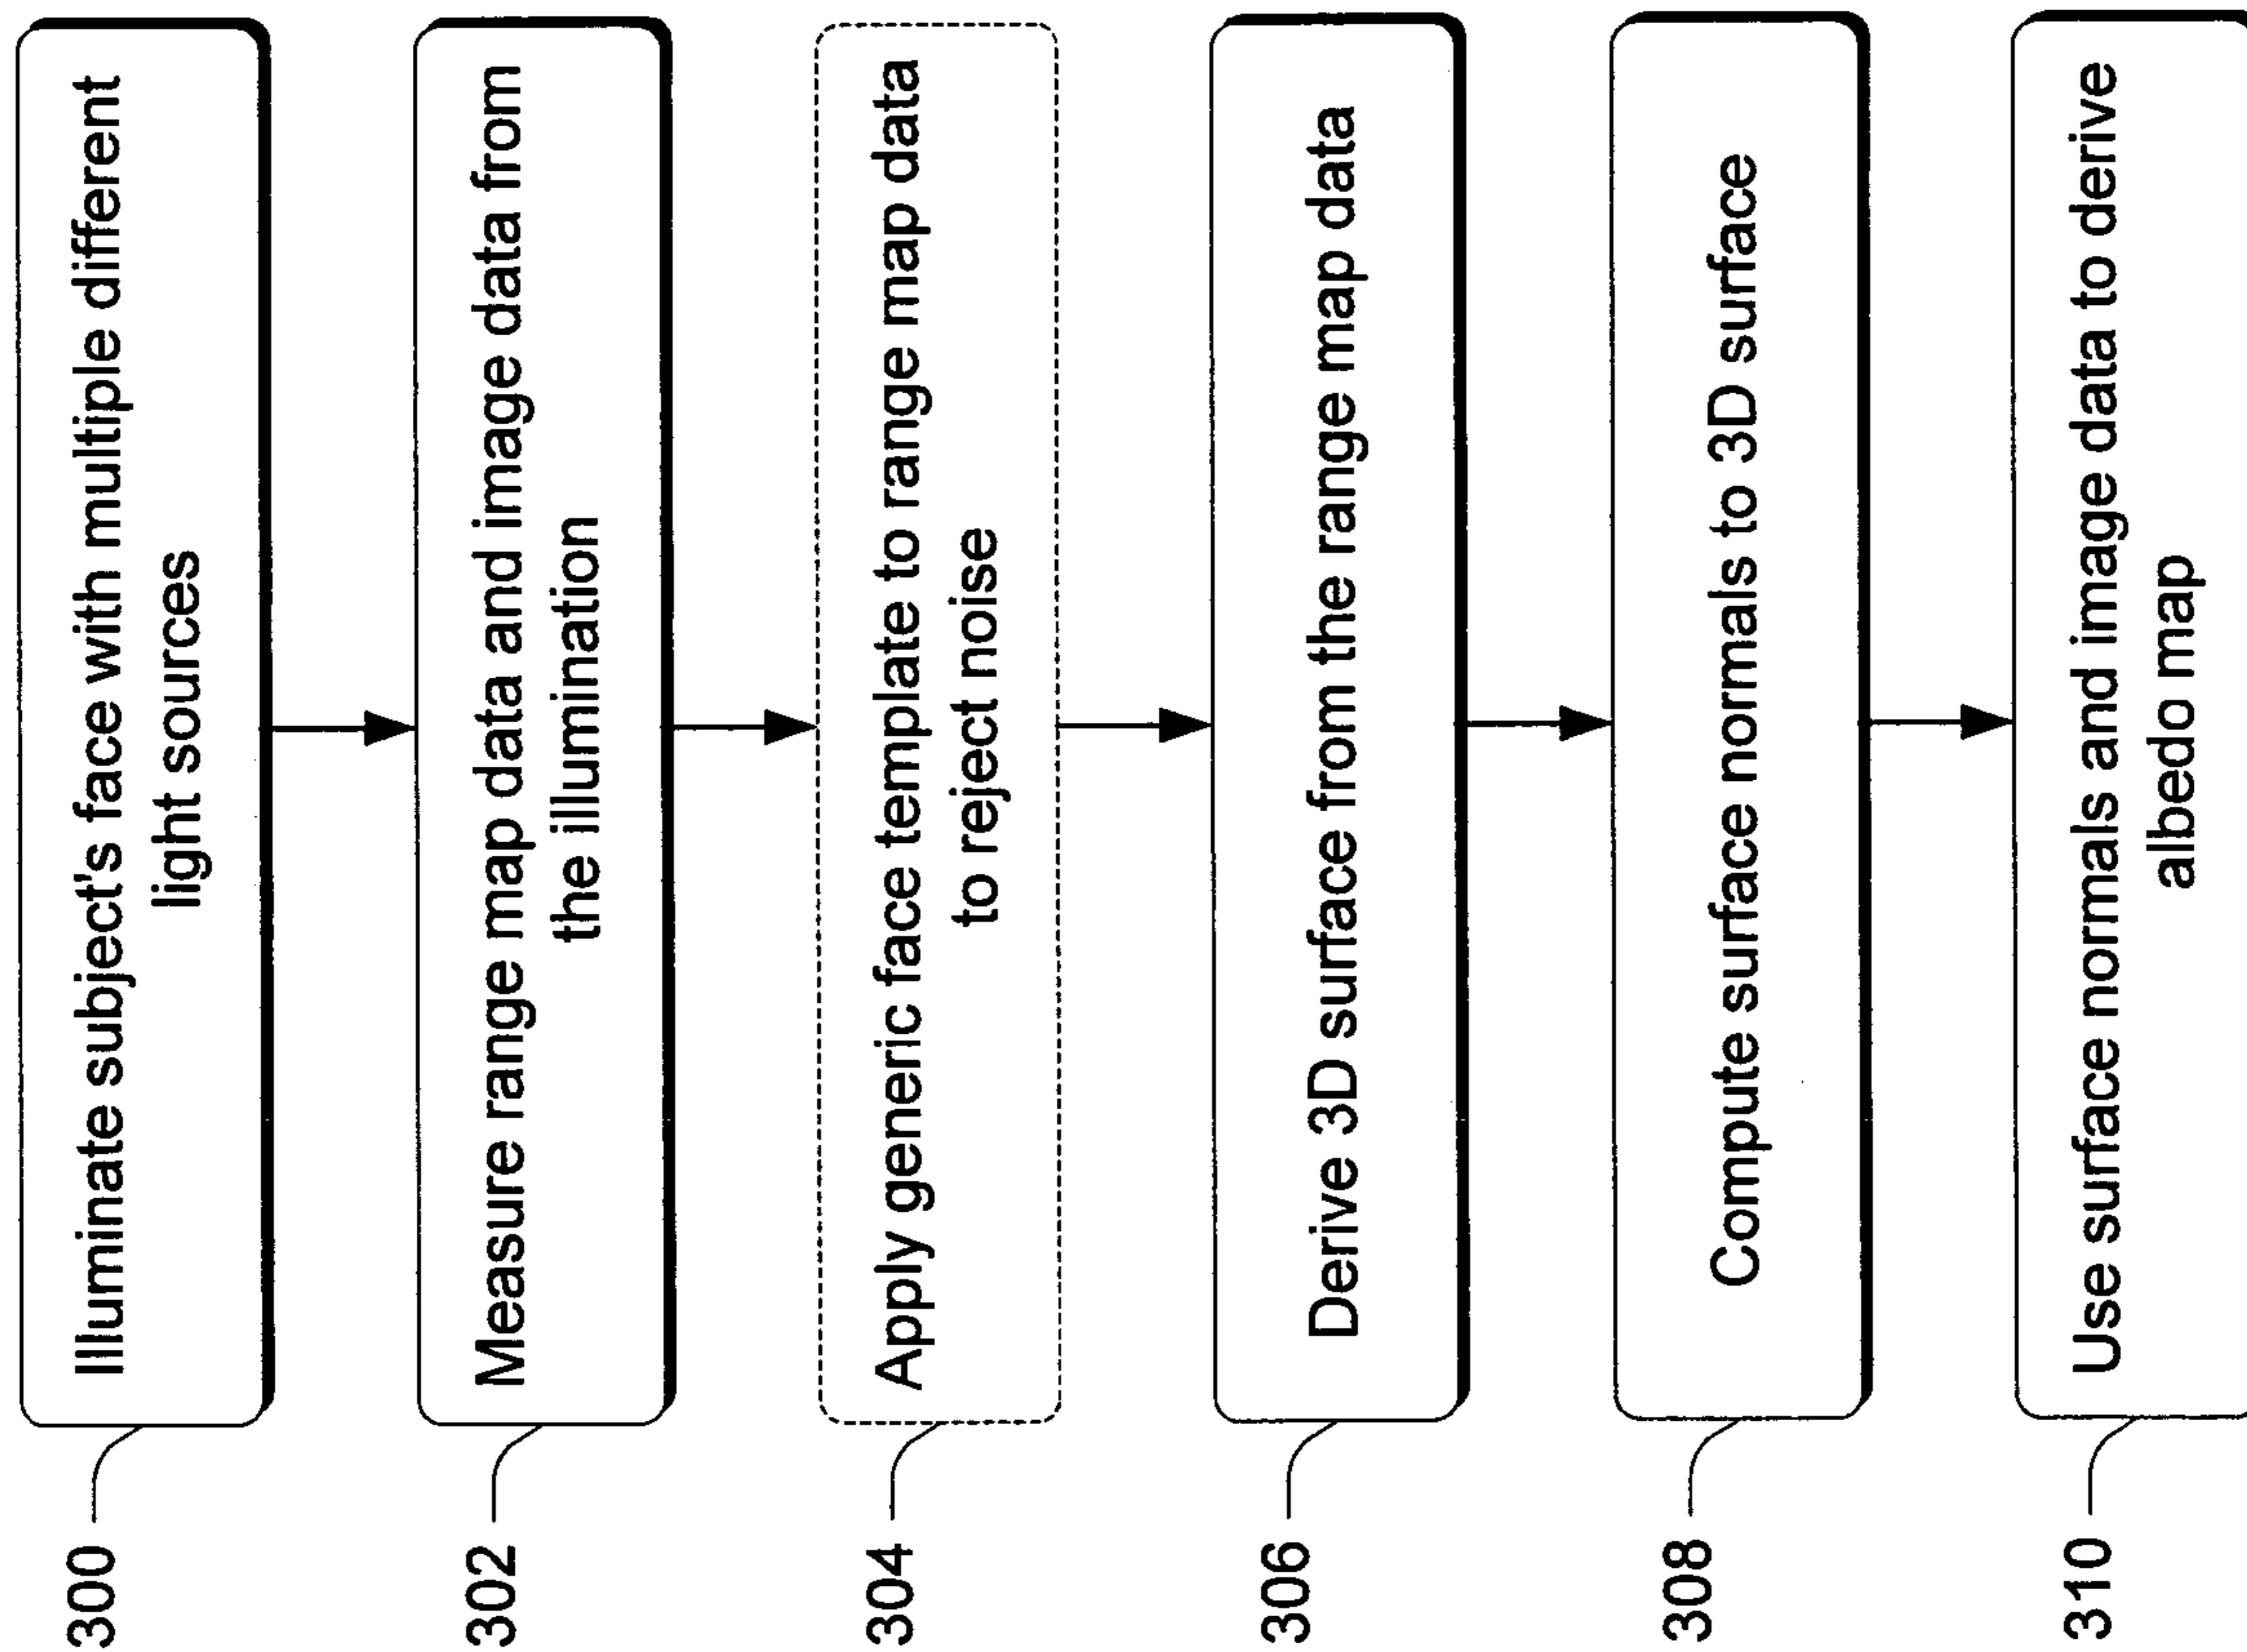 300
Illuminate subject's face with multiple different
light sources
302
Measure range map data and image data from
the illumination
304
Apply generic face template to range map data
to reject noise
306
Derive 3D surface from the range map data
308
Compute surface normals to 3D surface
310
Use surface normals and image data to derive
albedo map